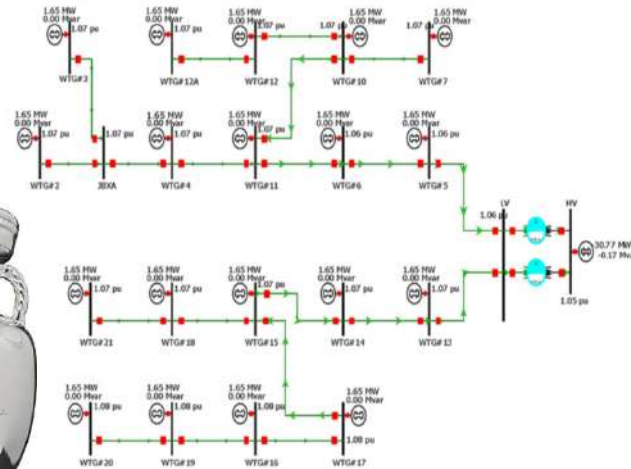 1.65 MW
0.00 Mvar
1.07 pu
WTG#3
1.65 MW
0.00 Mvar
1.07 pu
WTG#12A
1.65 MW
0.00 Mvar
1.07 pu
WTG#12
1.65 MW
0.00 Mvar
1.07 pu
WTG#10
1.65 MW
0.00 Mvar
1.07 pu
WTG#7
1.65 MW
0.00 Mvar
1.07 pu
WTG#2
1.07 pu
JBXA
1.65 MW
0.00 Mvar
1.07 pu
WTG#4
1.65 MW
0.00 Mvar
1.07 pu
WTG#11
1.65 MW
0.00 Mvar
1.06 pu
WTG#6
1.65 MW
0.00 Mvar
1.06 pu
WTG#5
LV
1.06 pu
HV
30.77 MW
-0.17 Mva
1.05 pu
1.65 MW
0.00 Mvar
1.07 pu
WTG#21
1.65 MW
0.00 Mvar
1.07 pu
WTG#18
1.65 MW
0.00 Mvar
1.07 pu
WTG#15
1.65 MW
0.00 Mvar
1.07 pu
WTG#14
1.65 MW
0.00 Mvar
1.07 pu
WTG#13
1.65 MW
0.00 Mvar
1.08 pu
WTG#20
1.65 MW
0.00 Mvar
1.08 pu
WTG#19
1.65 MW
0.00 Mvar
1.08 pu
WTG#16
1.65 MW
0.00 Mvar
1.08 pu
WTG#17